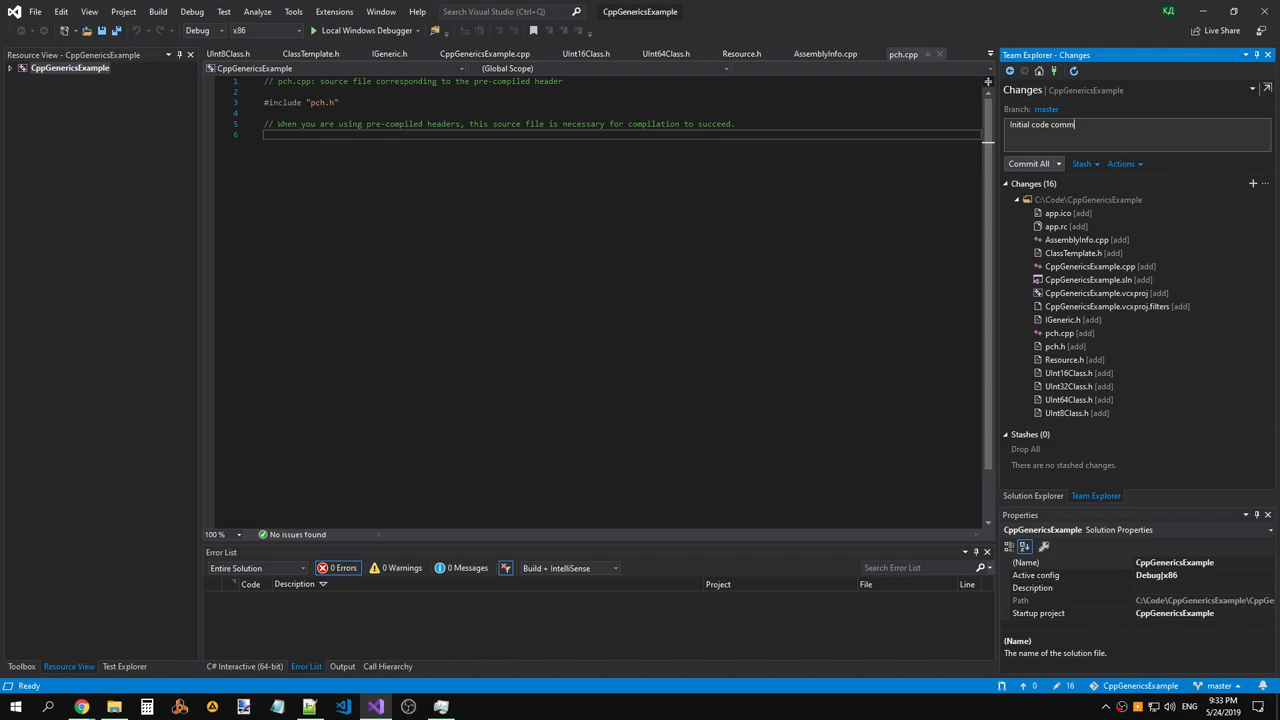 File Edit View Project Build Debug Test Analyze Tools Extensions Window Help Search Visual Studio (Ctrl+Q) CppGenericsExample КД
Debug x86 Local Windows Debugger Live Share
Resource View - CppGenericsExample
CppGenericsExample
UInt8Class.h ClassTemplate.h IGeneric.h CppGenericsExample.cpp UInt16Class.h UInt64Class.h Resource.h AssemblyInfo.cpp pch.cpp
CppGenericsExample (Global Scope)
1 // pch.cpp: source file corresponding to the pre-compiled header
2
3 #include "pch.h"
4
5 // When you are using pre-compiled headers, this source file is necessary for compilation to succeed.
6
100 % No issues found
Error List
Entire Solution 0 Errors 0 Warnings 0 Messages Build + IntelliSense Search Error List
Code Description Project File Line
Toolbox Resource View Test Explorer
C# Interactive (64-bit) Error List Output Call Hierarchy
Team Explorer - Changes
Changes | CppGenericsExample
Branch: master
Initial code comm
Commit All Stash Actions
Changes (16)
C:\Code\CppGenericsExample
app.ico [add]
app.rc [add]
AssemblyInfo.cpp [add]
ClassTemplate.h [add]
CppGenericsExample.cpp [add]
CppGenericsExample.sln [add]
CppGenericsExample.vcxproj [add]
CppGenericsExample.vcxproj.filters [add]
IGeneric.h [add]
pch.cpp [add]
pch.h [add]
Resource.h [add]
UInt16Class.h [add]
UInt32Class.h [add]
UInt64Class.h [add]
UInt8Class.h [add]
Stashes (0)
Drop All
There are no stashed changes.
Solution Explorer Team Explorer
Properties
CppGenericsExample Solution Properties
(Name) CppGenericsExample
Active config Debug|x86
Description
Path C:\Code\CppGenericsExample\CppGe
Startup project CppGenericsExample
(Name)
The name of the solution file.
Ready 0 16 CppGenericsExample master
ENG 9:33 PM
5/24/2019